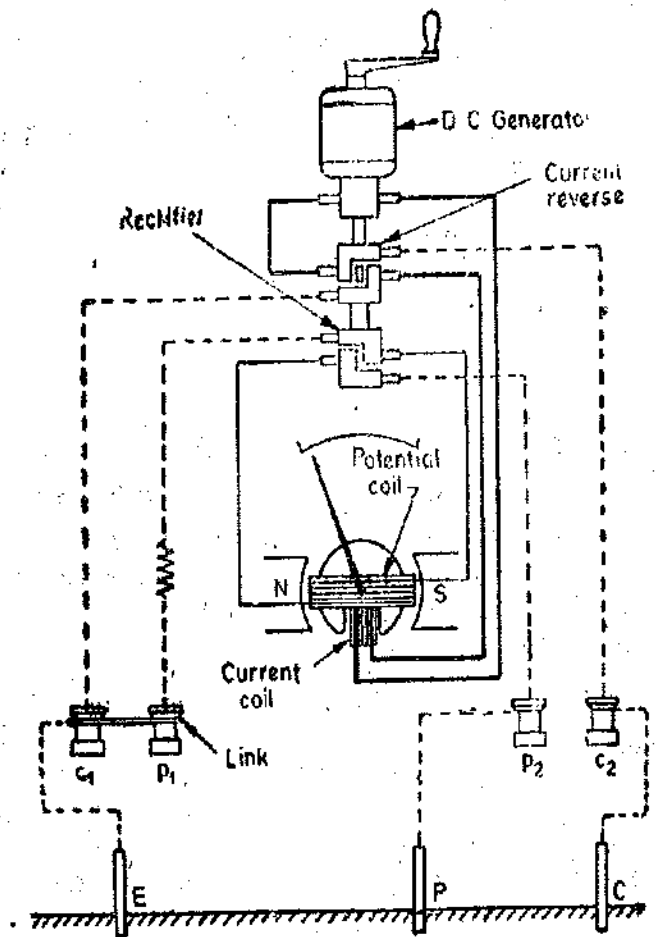 D C Generator
Current
reverse
Rectifier
Potential
coil
N
S
Current
coil
Link
C1
P1
P2
C2
E
P
C